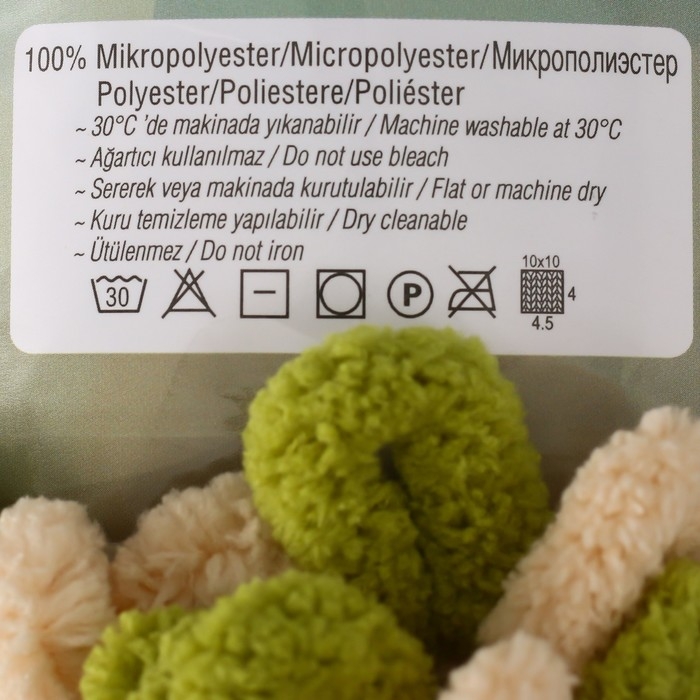 100% Mikropolyester/Micropolyester/Микрополиэстер
Polyester/Poliestere/Poliéster
~ 30°C 'de makinada yıkanabilir / Machine washable at 30°C
~ Ağartıcı kullanılmaz / Do not use bleach
~ Sererek veya makinada kurutulabilir / Flat or machine dry
~ Kuru temizleme yapılabilir / Dry cleanable
~ Ütülenmez / Do not iron
10x10
30 P 4
4.5